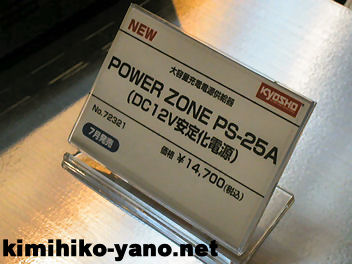 NEW
大容量充電電源供給器
KYOSHO
POWER ZONE PS-25A
(DC12V安定化電源)
No.72321
価格 ¥14,700(税込)
7月発売
kimihiko-yano.net